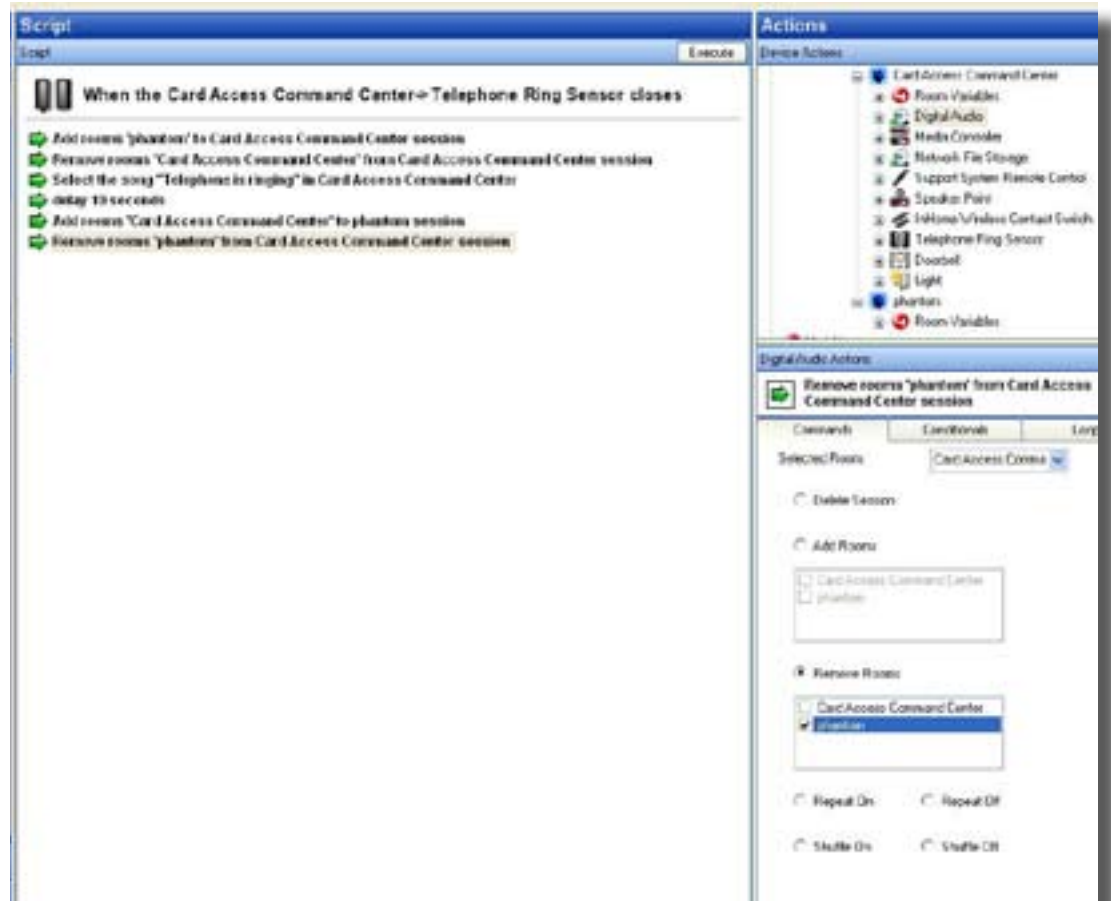 Script
Script
Execute
When the Card Access Command Center-> Telephone Ring Sensor closes
Add rooms 'phantom' to Card Access Command Center session
Remove rooms 'Card Access Command Center' from Card Access Command Center session
Select the song "Telephone is ringing" in Card Access Command Center
delay 10 seconds
Add rooms 'Card Access Command Center' to phantom session
Remove rooms 'phantom' from Card Access Command Center session
Actions
Device Actions
Card Access Command Center
Room Variables
Digital Audio
Media Controller
Network File Storage
Support System Remote Control
Speaker Point
InHome Wireless Contact Switch
Telephone Ring Sensor
Doorbell
Light
phantom
Room Variables
Digital Audio Actions
Remove rooms 'phantom' from Card Access
Command Center session
Commands
Conditionals
Loop
Selected Room
Card Access Comma
Delete Session
Add Rooms
Card Access Command Center
phantom
Remove Rooms
Card Access Command Center
phantom
Repeat On
Repeat Off
Shuffle On
Shuffle Off